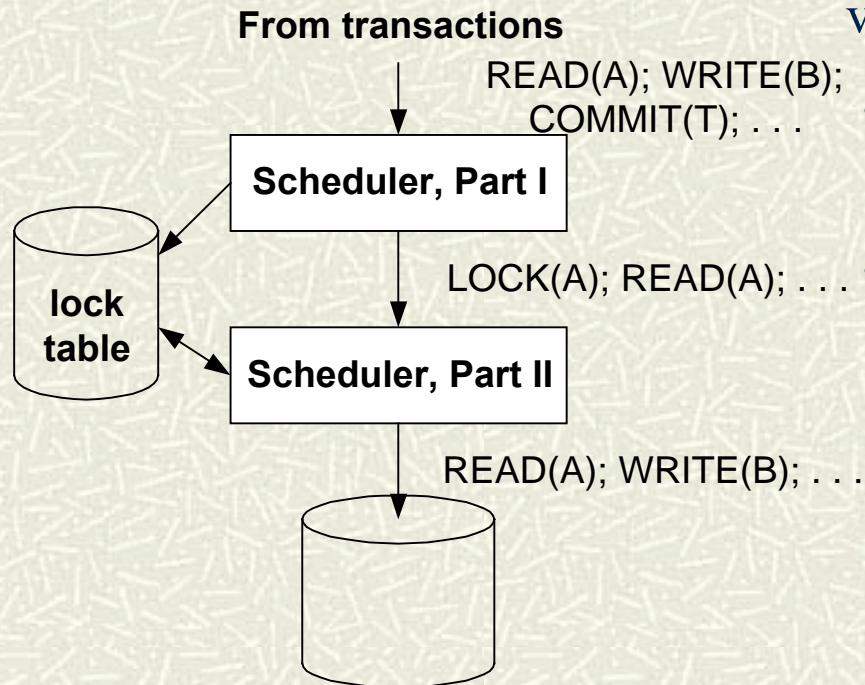 From transactions
V
READ(A); WRITE(B);
COMMIT(T); . . .
Scheduler, Part I
LOCK(A); READ(A); . . .
lock
table
Scheduler, Part II
READ(A); WRITE(B); . . .